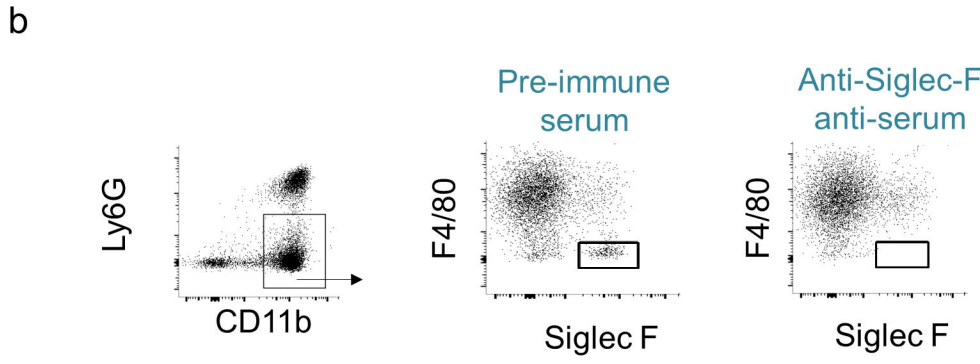 b
Pre-immune
serum
Anti-Siglec-F
anti-serum
Ly6G
CD11b
F4/80
Siglec F
F4/80
Siglec F